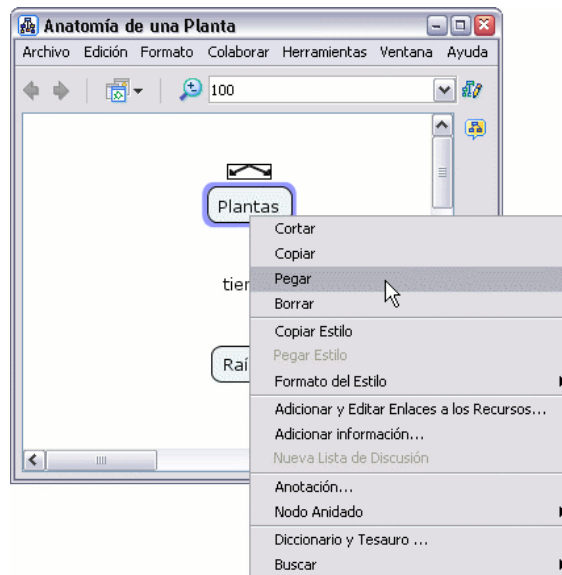 Anatomía de una Planta
Archivo Edición Formato Colaborar Herramientas Ventana Ayuda
100
Plantas
tien
Raí
Cortar
Copiar
Pegar
Borrar
Copiar Estilo
Pegar Estilo
Formato del Estilo
Adicionar y Editar Enlaces a los Recursos...
Adicionar información...
Nueva Lista de Discusión
Anotación...
Nodo Anidado
Diccionario y Tesauro ...
Buscar